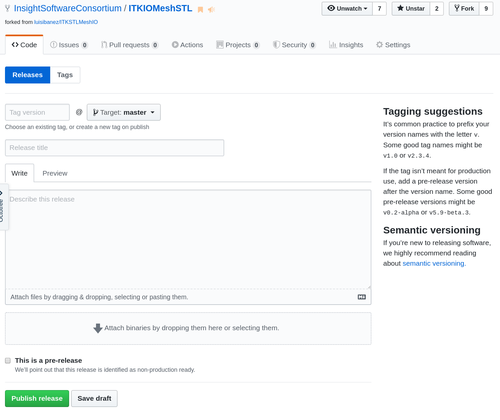 InsightSoftwareConsortium / ITKIOMeshSTL
Unwatch 7 Unstar 2 Fork 9
forked from luisibanez/ITKSTLMeshIO
Code Issues 0 Pull requests 0 Actions Projects 0 Security 0 Insights Settings
Releases Tags
Tag version @ Target: master
Choose an existing tag, or create a new tag on publish
Release title
Write Preview
Describe this release
Attach files by dragging & dropping, selecting or pasting them.
Attach binaries by dropping them here or selecting them.
This is a pre-release
We'll point out that this release is identified as non-production ready.
Publish release Save draft
Tagging suggestions
It's common practice to prefix your
version names with the letter v.
Some good tag names might be
v1.0 or v2.3.4.
If the tag isn't meant for production
use, add a pre-release version
after the version name. Some good
pre-release versions might be
v0.2-alpha or v5.9-beta.3.
Semantic versioning
If you're new to releasing software,
we highly recommend reading
about semantic versioning.